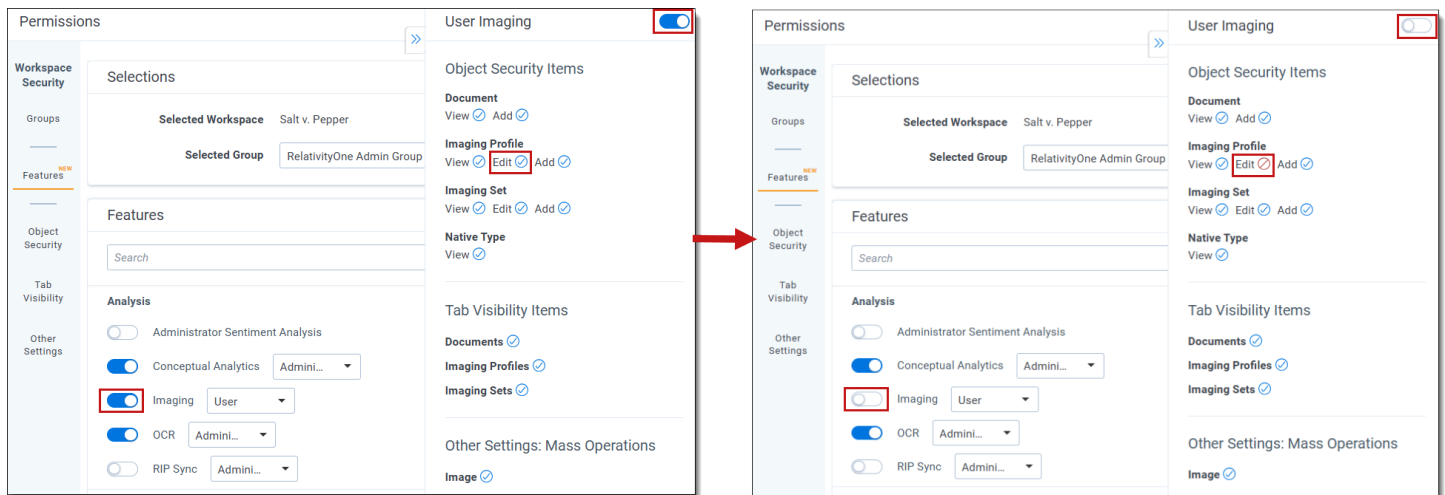 Permissions
Workspace
Security
Groups
NEW
Features
Object
Security
Tab
Visibility
Other
Settings
Selections
Selected Workspace Salt v. Pepper
Selected Group RelativityOne Admin Group
Features
Search
Analysis
Administrator Sentiment Analysis
Conceptual Analytics Admini...
Imaging User
OCR Admini...
RIP Sync Admini...
User Imaging
Object Security Items
Document
View Add
Imaging Profile
View Edit Add
Imaging Set
View Edit Add
Native Type
View
Tab Visibility Items
Documents
Imaging Profiles
Imaging Sets
Other Settings: Mass Operations
Image
Permissions
Workspace
Security
Groups
NEW
Features
Object
Security
Tab
Visibility
Other
Settings
Selections
Selected Workspace Salt v. Pepper
Selected Group RelativityOne Admin Group
Features
Search
Analysis
Administrator Sentiment Analysis
Conceptual Analytics Admini...
Imaging User
OCR Admini...
RIP Sync Admini...
User Imaging
Object Security Items
Document
View Add
Imaging Profile
View Edit Add
Imaging Set
View Edit Add
Native Type
View
Tab Visibility Items
Documents
Imaging Profiles
Imaging Sets
Other Settings: Mass Operations
Image